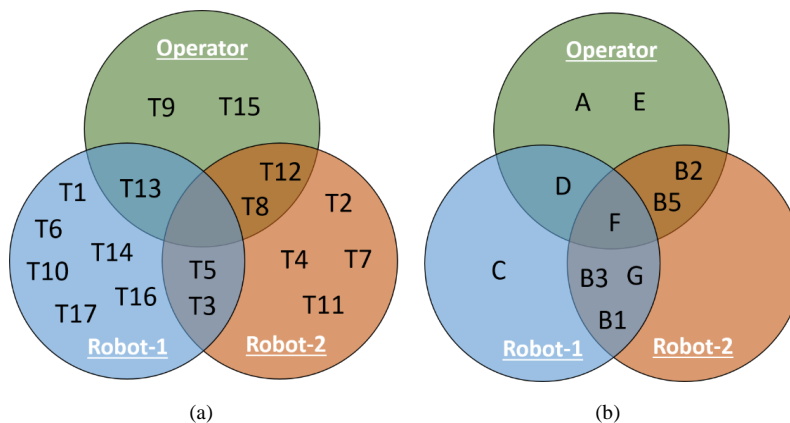 Operator
T9 T15
T1 T13 T12
T8 T2
T6
T10 T14 T5 T4 T7
T17 T16 T3 T11
Robot-1 Robot-2
(a)
Operator
A E
D B2
F B5
C B3 G
B1
Robot-1 Robot-2
(b)